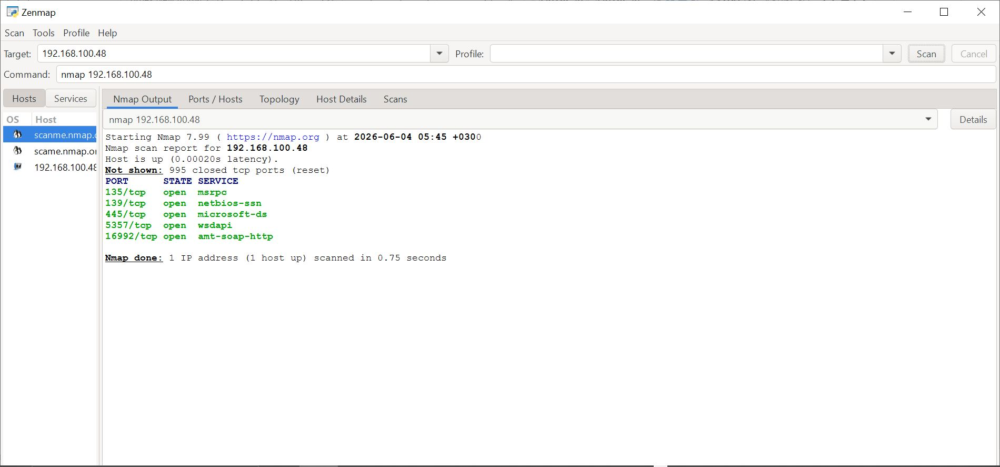 Zenmap
Scan Tools Profile Help
Target: 192.168.100.48 Profile: Scan Cancel
Command: nmap 192.168.100.48
Hosts Services Nmap Output Ports / Hosts Topology Host Details Scans
OS Host nmap 192.168.100.48 Details
scanme.nmap.
scame.nmap.or
192.168.100.48
Starting Nmap 7.99 ( https://nmap.org ) at 2026-06-04 05:45 +0300
Nmap scan report for 192.168.100.48
Host is up (0.00020s latency).
Not shown: 995 closed tcp ports (reset)
PORT STATE SERVICE
135/tcp open msrpc
139/tcp open netbios-ssn
445/tcp open microsoft-ds
5357/tcp open wsdapi
16992/tcp open amt-soap-http
Nmap done: 1 IP address (1 host up) scanned in 0.75 seconds